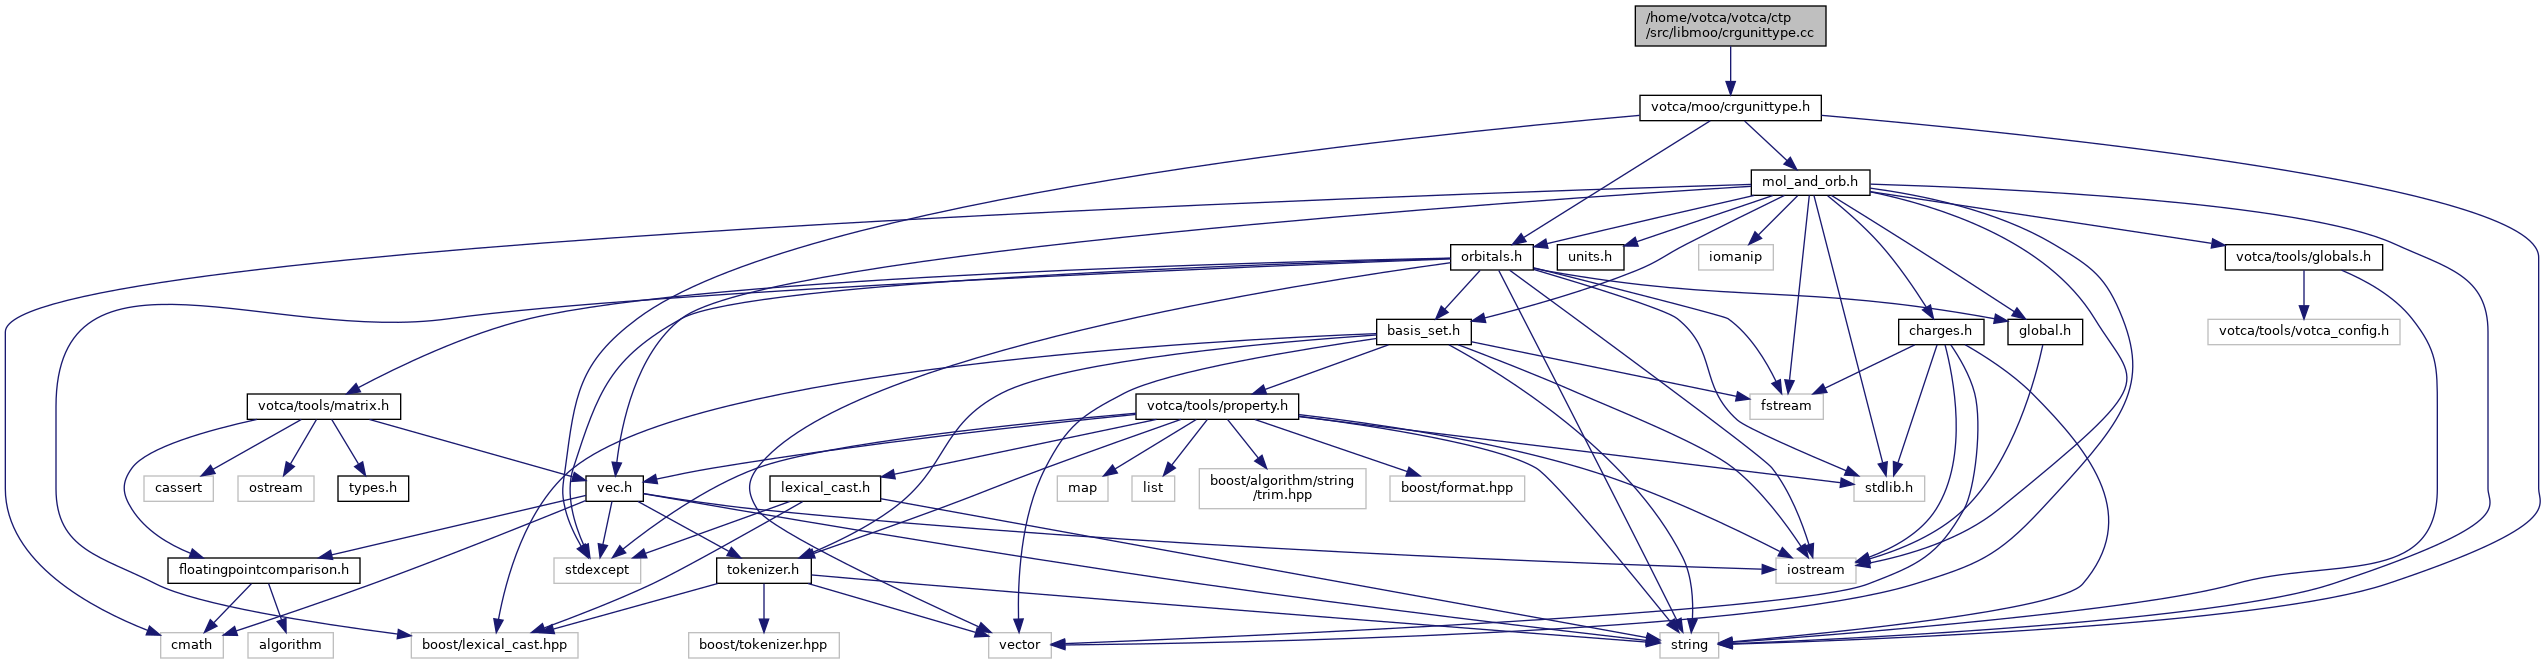 /home/votca/votca/ctp
/src/libmoo/crgunittype.cc
votca/moo/crgunittype.h
mol_and_orb.h
orbitals.h
units.h
iomanip
votca/tools/globals.h
basis_set.h
charges.h
global.h
votca/tools/votca_config.h
votca/tools/matrix.h
votca/tools/property.h
fstream
cassert
ostream
types.h
vec.h
lexical_cast.h
map
list
boost/algorithm/string
/trim.hpp
boost/format.hpp
stdlib.h
floatingpointcomparison.h
stdexcept
tokenizer.h
iostream
cmath
algorithm
boost/lexical_cast.hpp
boost/tokenizer.hpp
vector
string